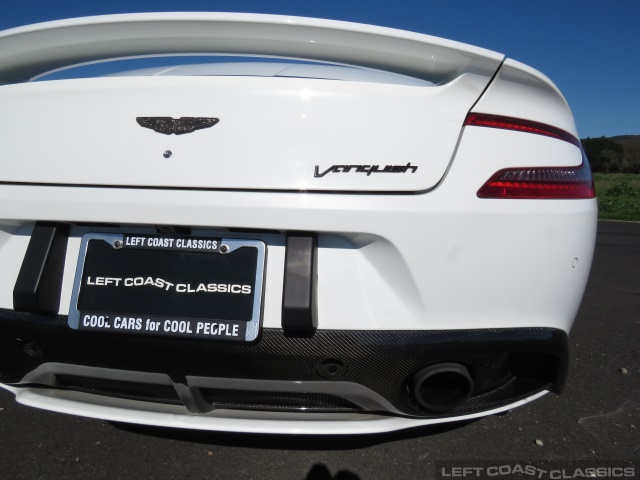 Vanquish
LEFT COAST CLASSICS
LEFT COAST CLASSICS
COOL CARS for COOL PEOPLE
LEFT COAST CLASSICS